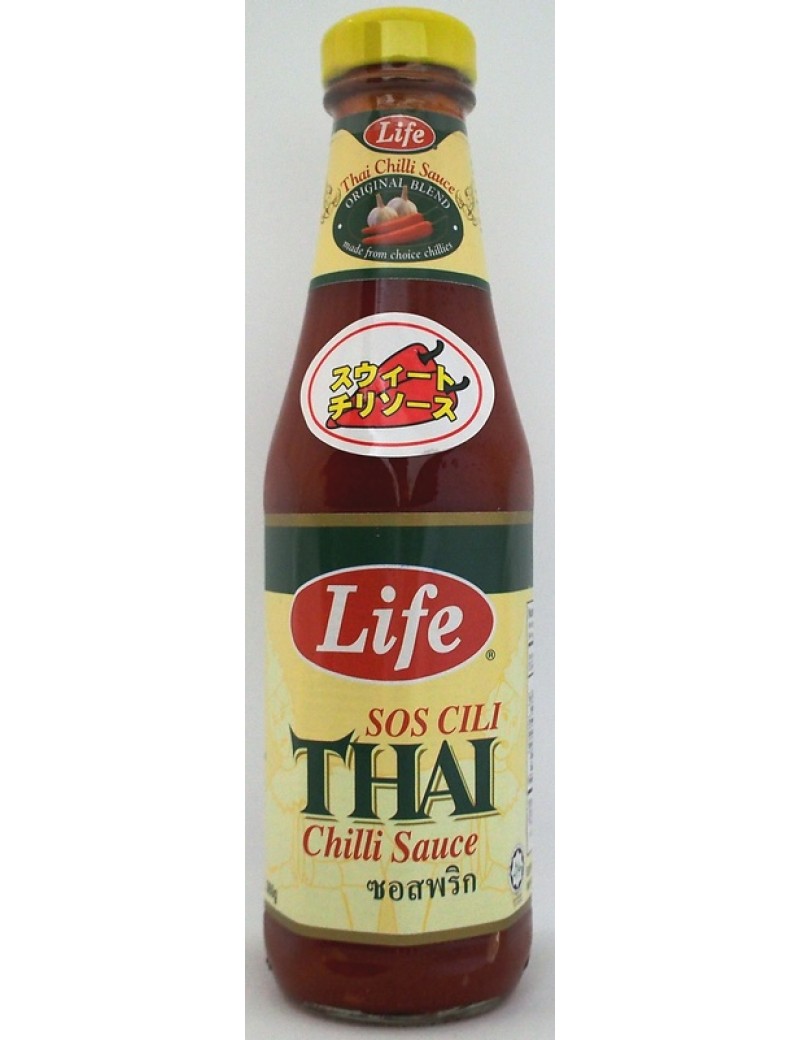 Life
Thai Chilli Sauce
ORIGINAL BLEND
made from choice chillies
スウィート
チリソース
Life
®
SOS CILI
THAI
Chilli Sauce
ซอสพริก